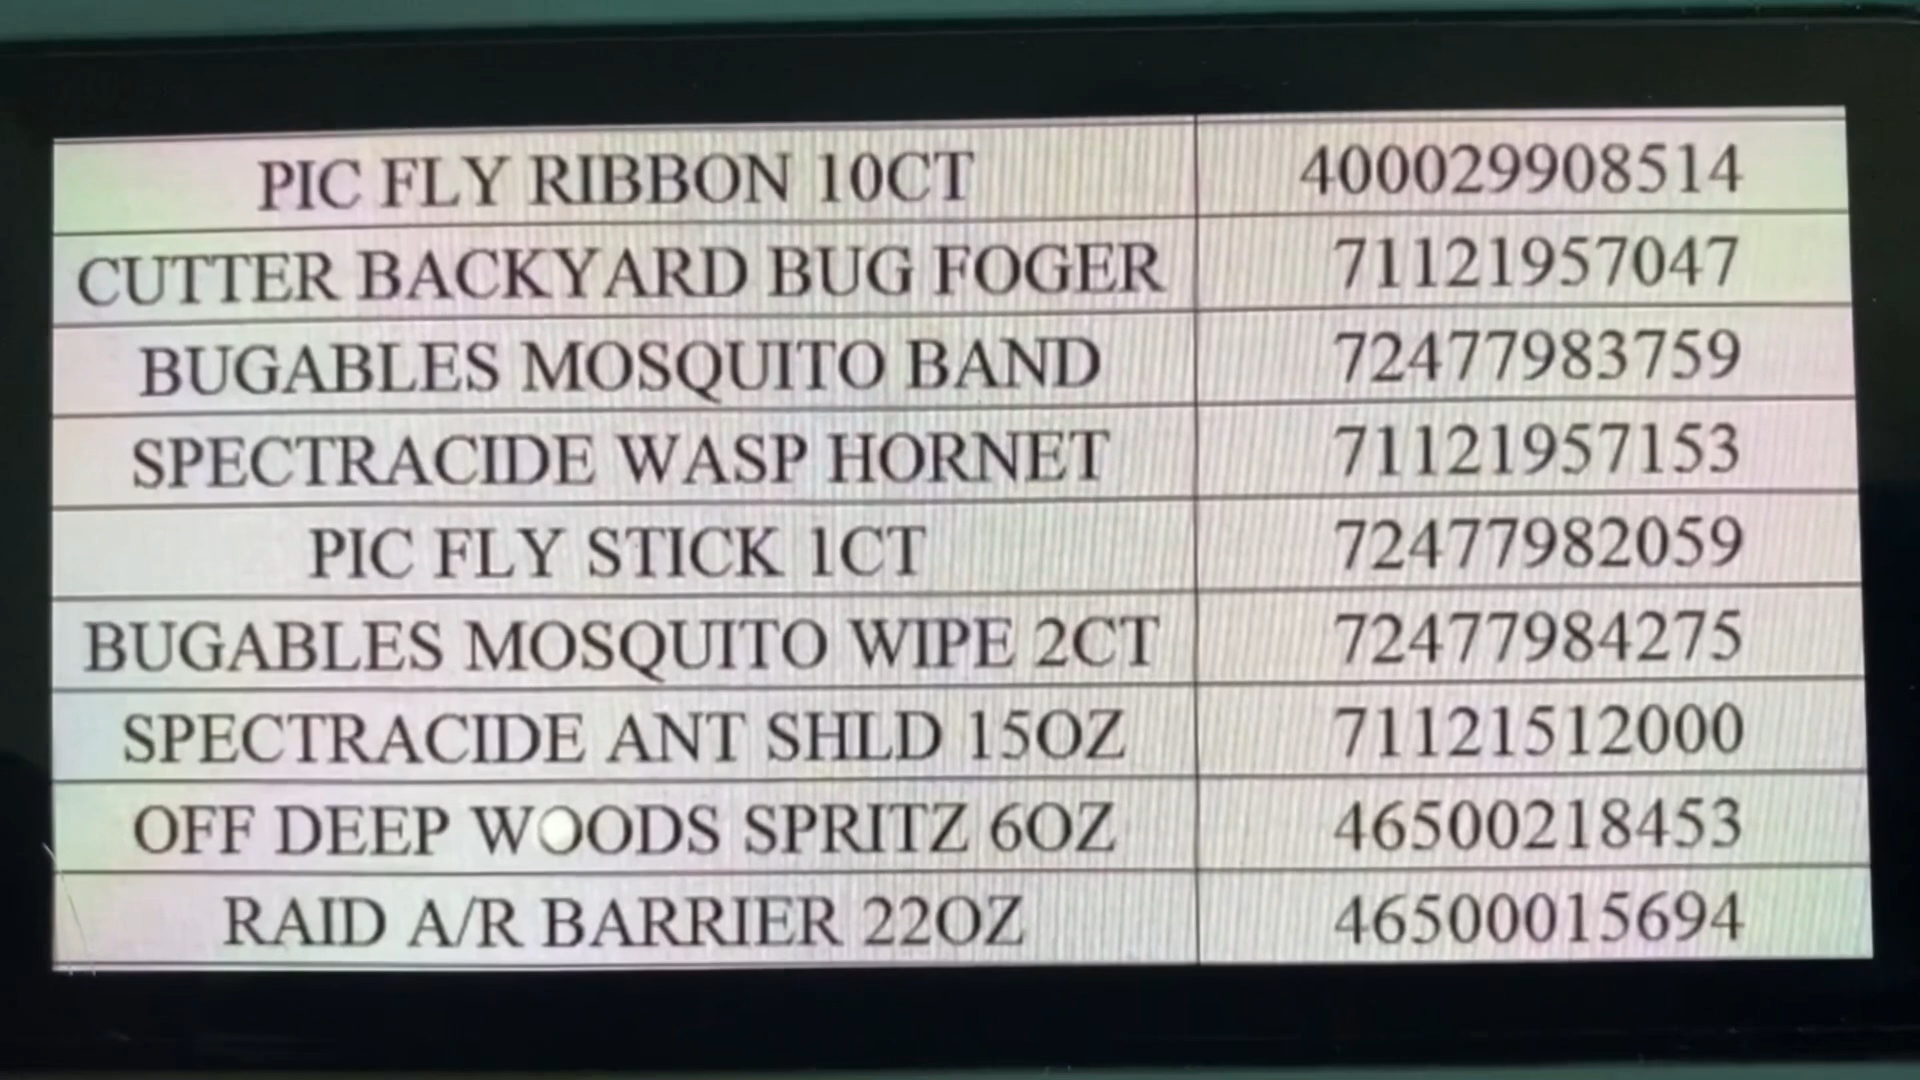 PIC FLY RIBBON 10CT 400029908514
CUTTER BACKYARD BUG FOGER 71121957047
BUGABLES MOSQUITO BAND 72477983759
SPECTRACIDE WASP HORNET 71121957153
PIC FLY STICK 1CT 72477982059
BUGABLES MOSQUITO WIPE 2CT 72477984275
SPECTRACIDE ANT SHLD 15OZ 71121512000
OFF DEEP WOODS SPRITZ 6OZ 46500218453
RAID A/R BARRIER 22OZ 46500015694